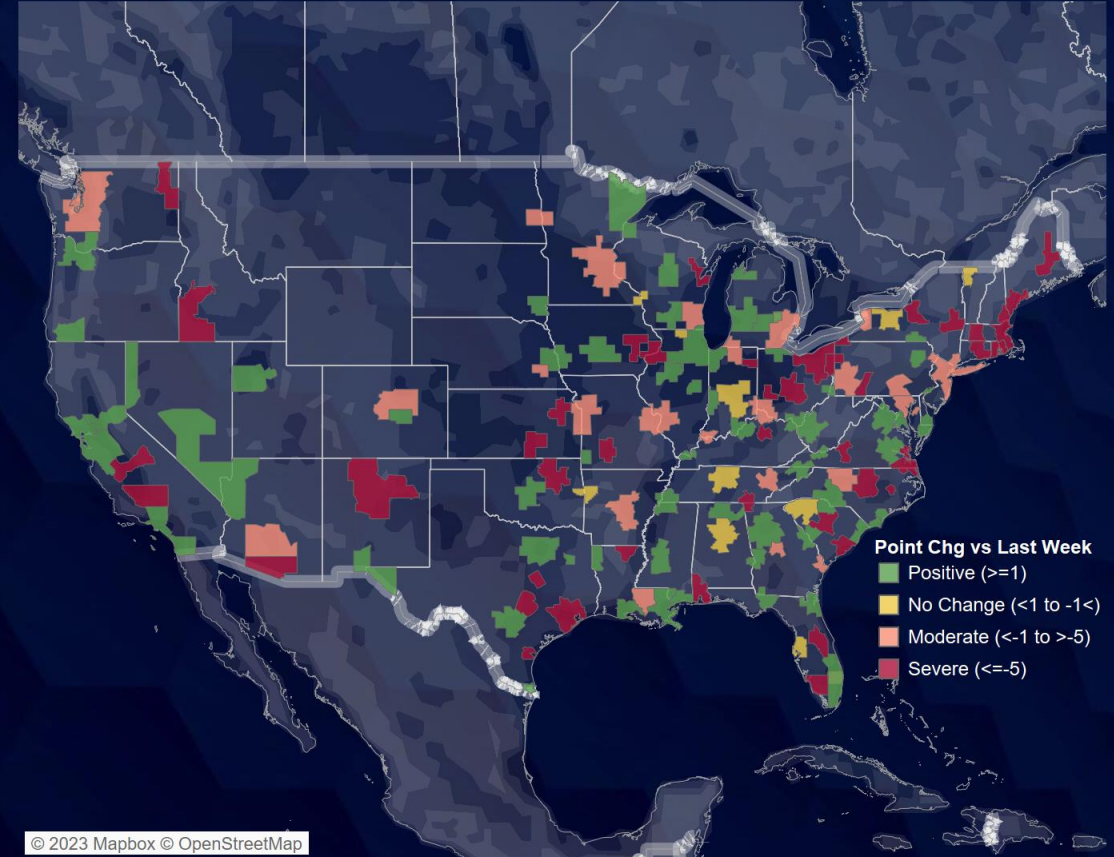 Point Chg vs Last Week
Positive (>=1)
No Change (<1 to -1<)
Moderate (<-1 to >-5)
Severe (<=-5)
© 2023 Mapbox © OpenStreetMap